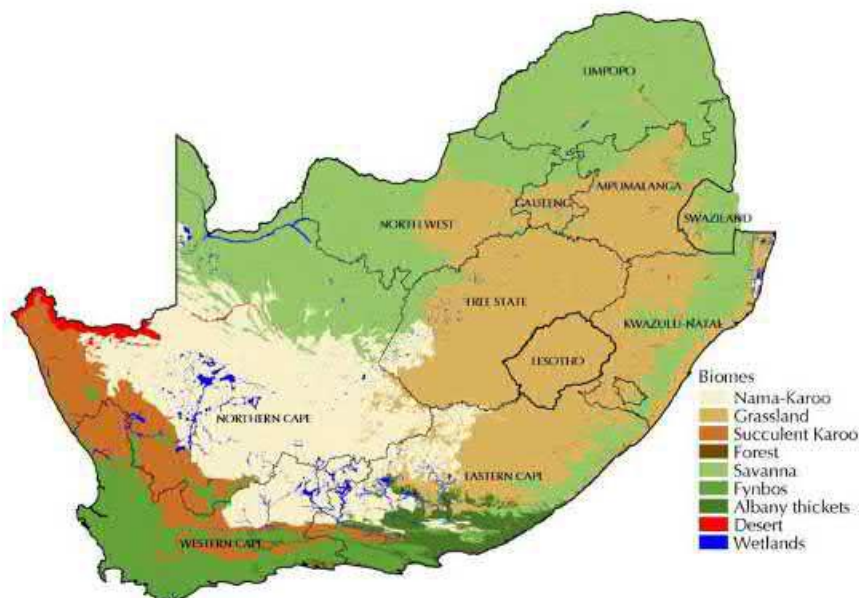 LIMPOPO
MPUMALANGA
GAUTENG
NORTH WEST
SWAZILAND
FREE STATE
KWAZULU-NATAL
LESOTHO
NORTHERN CAPE
EASTERN CAPE
WESTERN CAPE
Biomes
Nama-Karoo
Grassland
Succulent Karoo
Forest
Savanna
Fynbos
Albany thickets
Desert
Wetlands